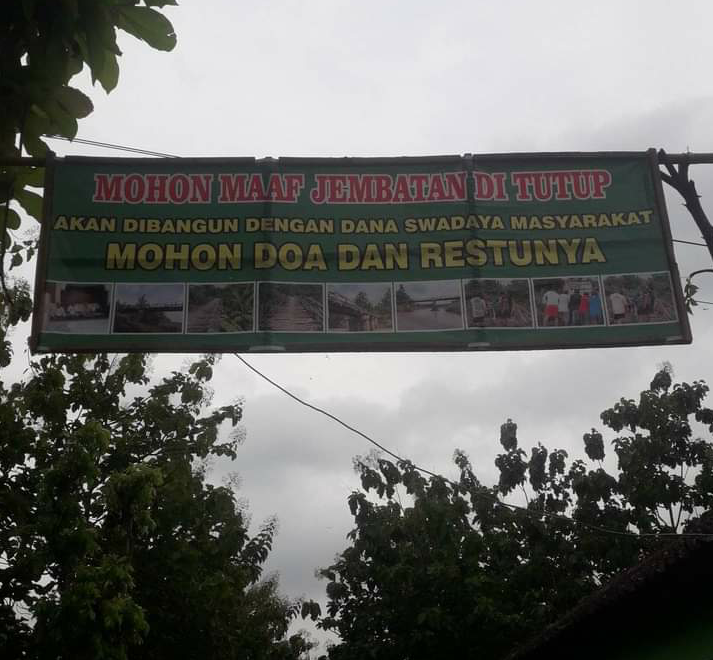 MOHON MAAF JEMBATAN DI TUTUP
AKAN DIBANGUN DENGAN DANA SWADAYA MASYARAKAT
MOHON DOA DAN RESTUNYA